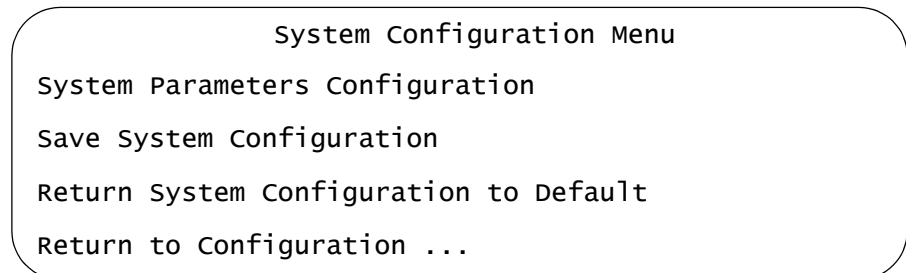 System Configuration Menu
System Parameters Configuration
Save System Configuration
Return System Configuration to Default
Return to Configuration ...